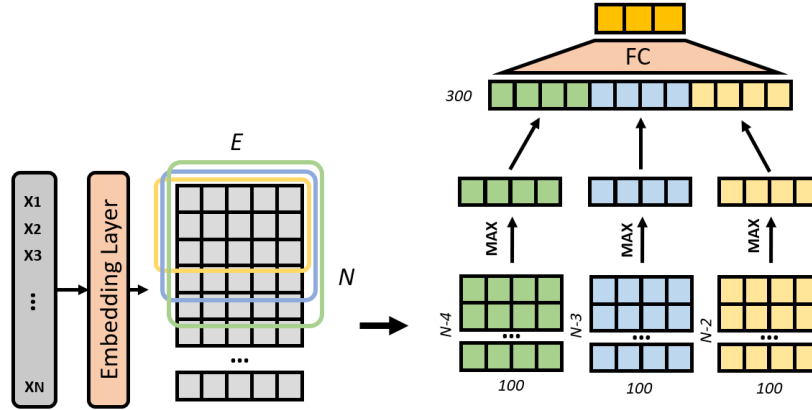 X1
X2
X3
...
XN
Embedding Layer
E
N
...
FC
300
MAX
MAX
MAX
N-4
...
100
N-3
...
100
N-2
...
100